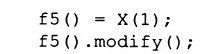 f5() = X(1);
f5().modify();